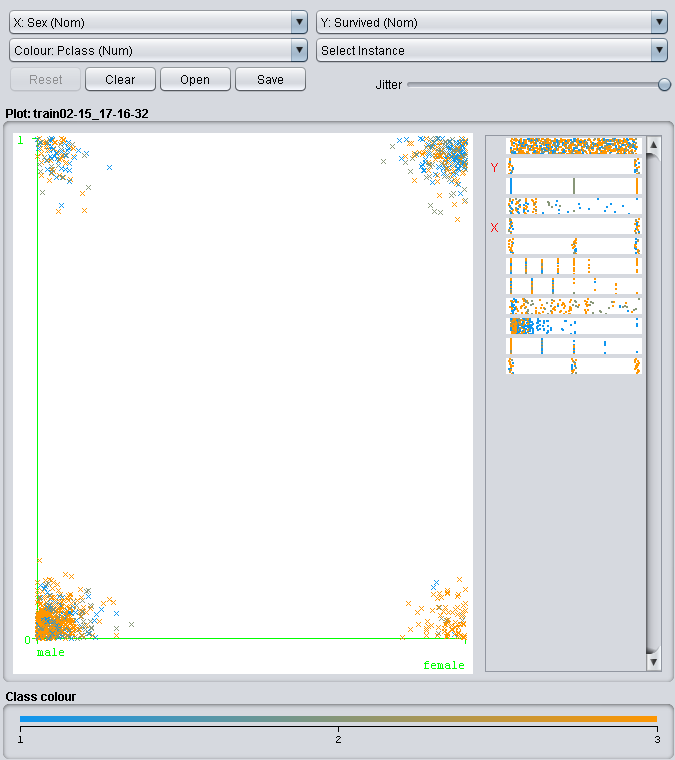 X: Sex (Nom) Y: Survived (Nom)
Colour: Pclass (Num) Select Instance
Reset Clear Open Save Jitter
Plot: train02-15_17-16-32
1
Y
X
0
male
female
Class colour
1 2 3